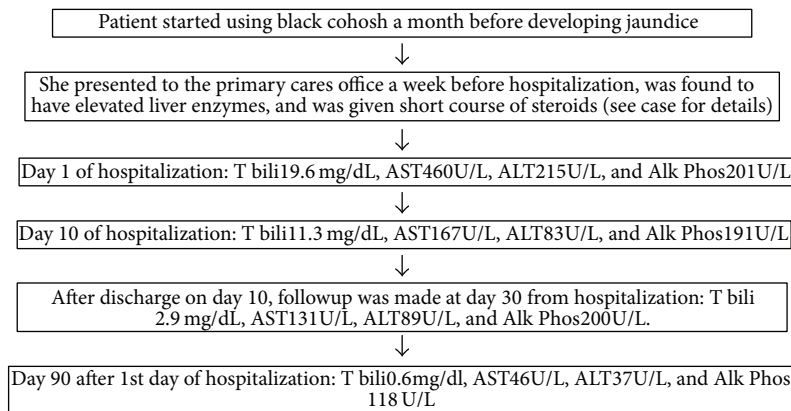 Patient started using black cohosh a month before developing jaundice
She presented to the primary cares office a week before hospitalization, was found to
have elevated liver enzymes, and was given short course of steroids (see case for details)
Day 1 of hospitalization: T bili19.6 mg/dL, AST460U/L, ALT215U/L, and Alk Phos201U/L
Day 10 of hospitalization: T bili11.3 mg/dL, AST167U/L, ALT83U/L, and Alk Phos191U/L
After discharge on day 10, followup was made at day 30 from hospitalization: T bili
2.9 mg/dL, AST131U/L, ALT89U/L, and Alk Phos200U/L.
Day 90 after 1st day of hospitalization: T bili0.6mg/dl, AST46U/L, ALT37U/L, and Alk Phos
118 U/L